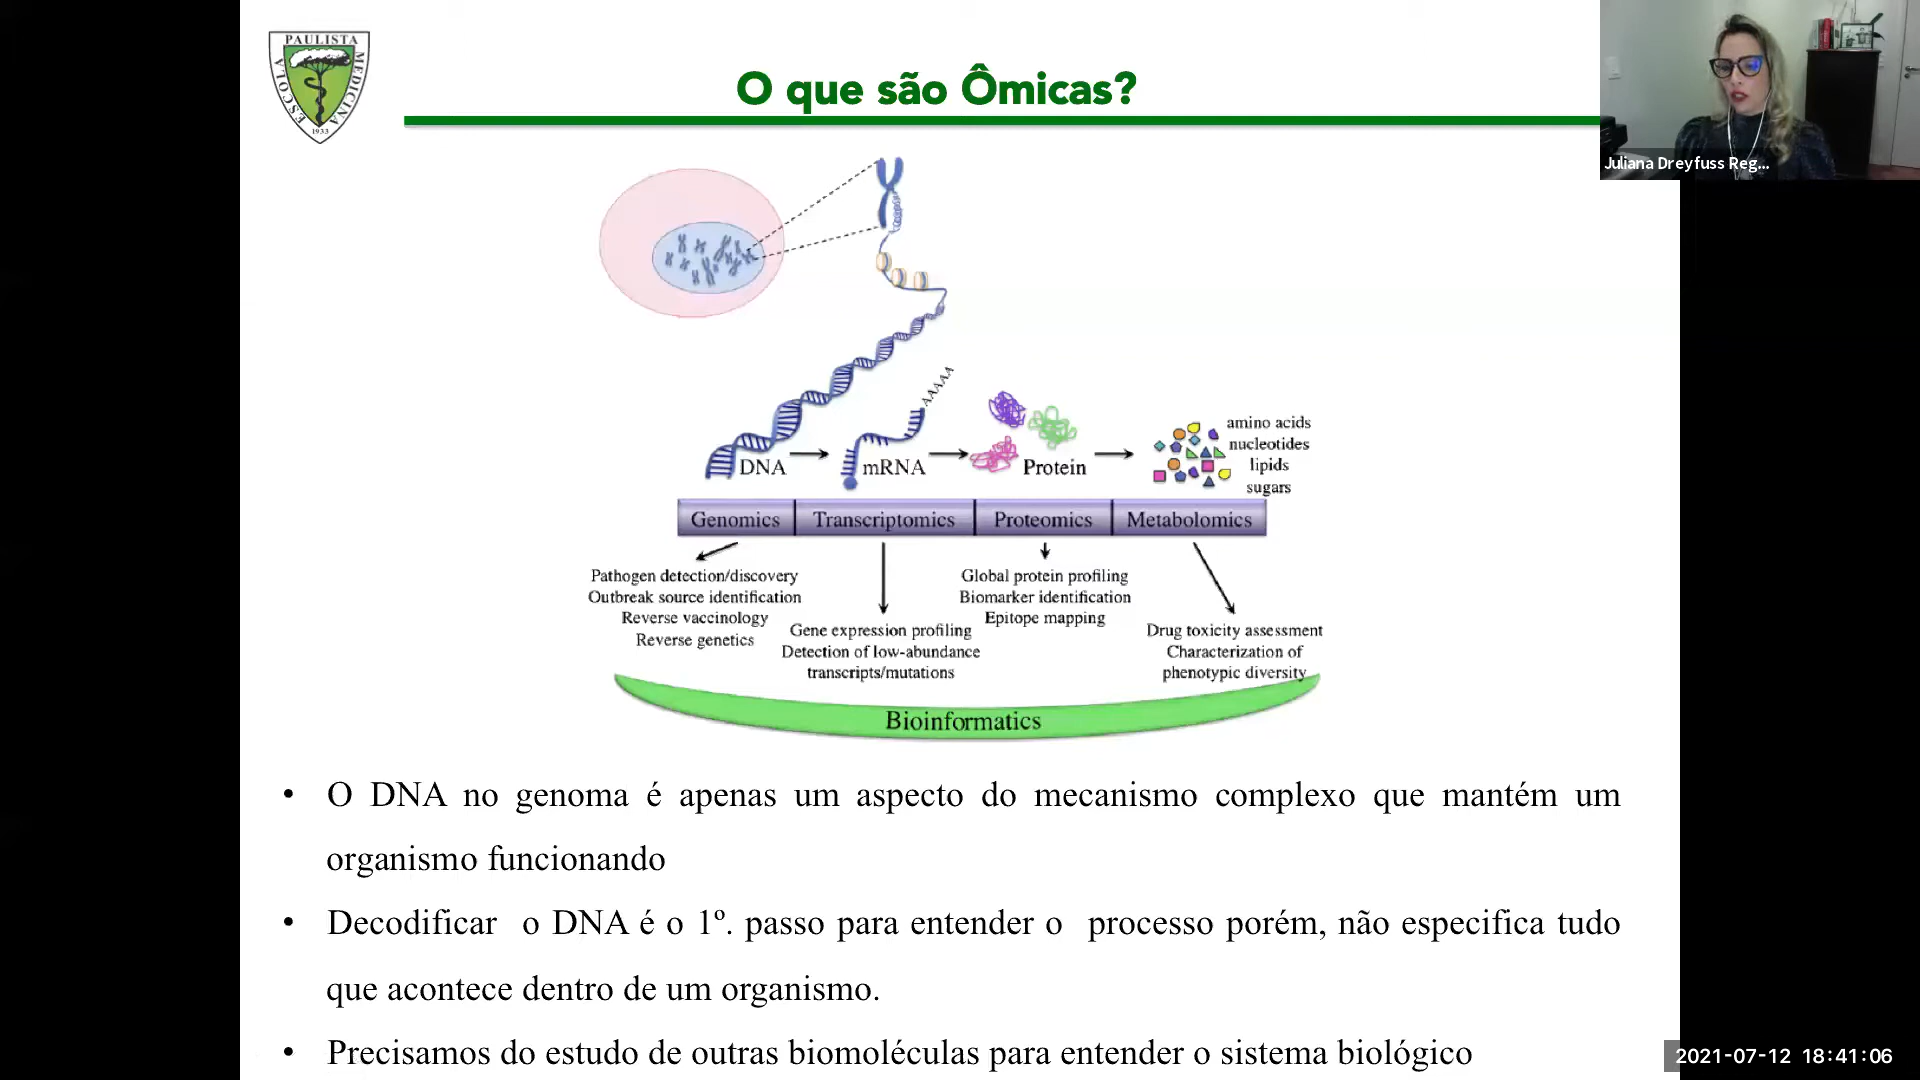 PAULISTA
ESCOLA
MEDICINA
1933
O que são Ômicas?
Juliana Dreyfuss Reg...
AAAAA
DNA
mRNA
Protein
amino acids
nucleotides
lipids
sugars
Genomics
Transcriptomics
Proteomics
Metabolomics
Pathogen detection/discovery
Outbreak source identification
Reverse vaccinology
Reverse genetics
Gene expression profiling
Detection of low-abundance
transcripts/mutations
Global protein profiling
Biomarker identification
Epitope mapping
Drug toxicity assessment
Characterization of
phenotypic diversity
Bioinformatics
• O DNA no genoma é apenas um aspecto do mecanismo complexo que mantém um
organismo funcionando
• Decodificar o DNA é o 1º. passo para entender o processo porém, não especifica tudo
que acontece dentro de um organismo.
• Precisamos do estudo de outras biomoléculas para entender o sistema biológico
2021-07-12 18:41:06